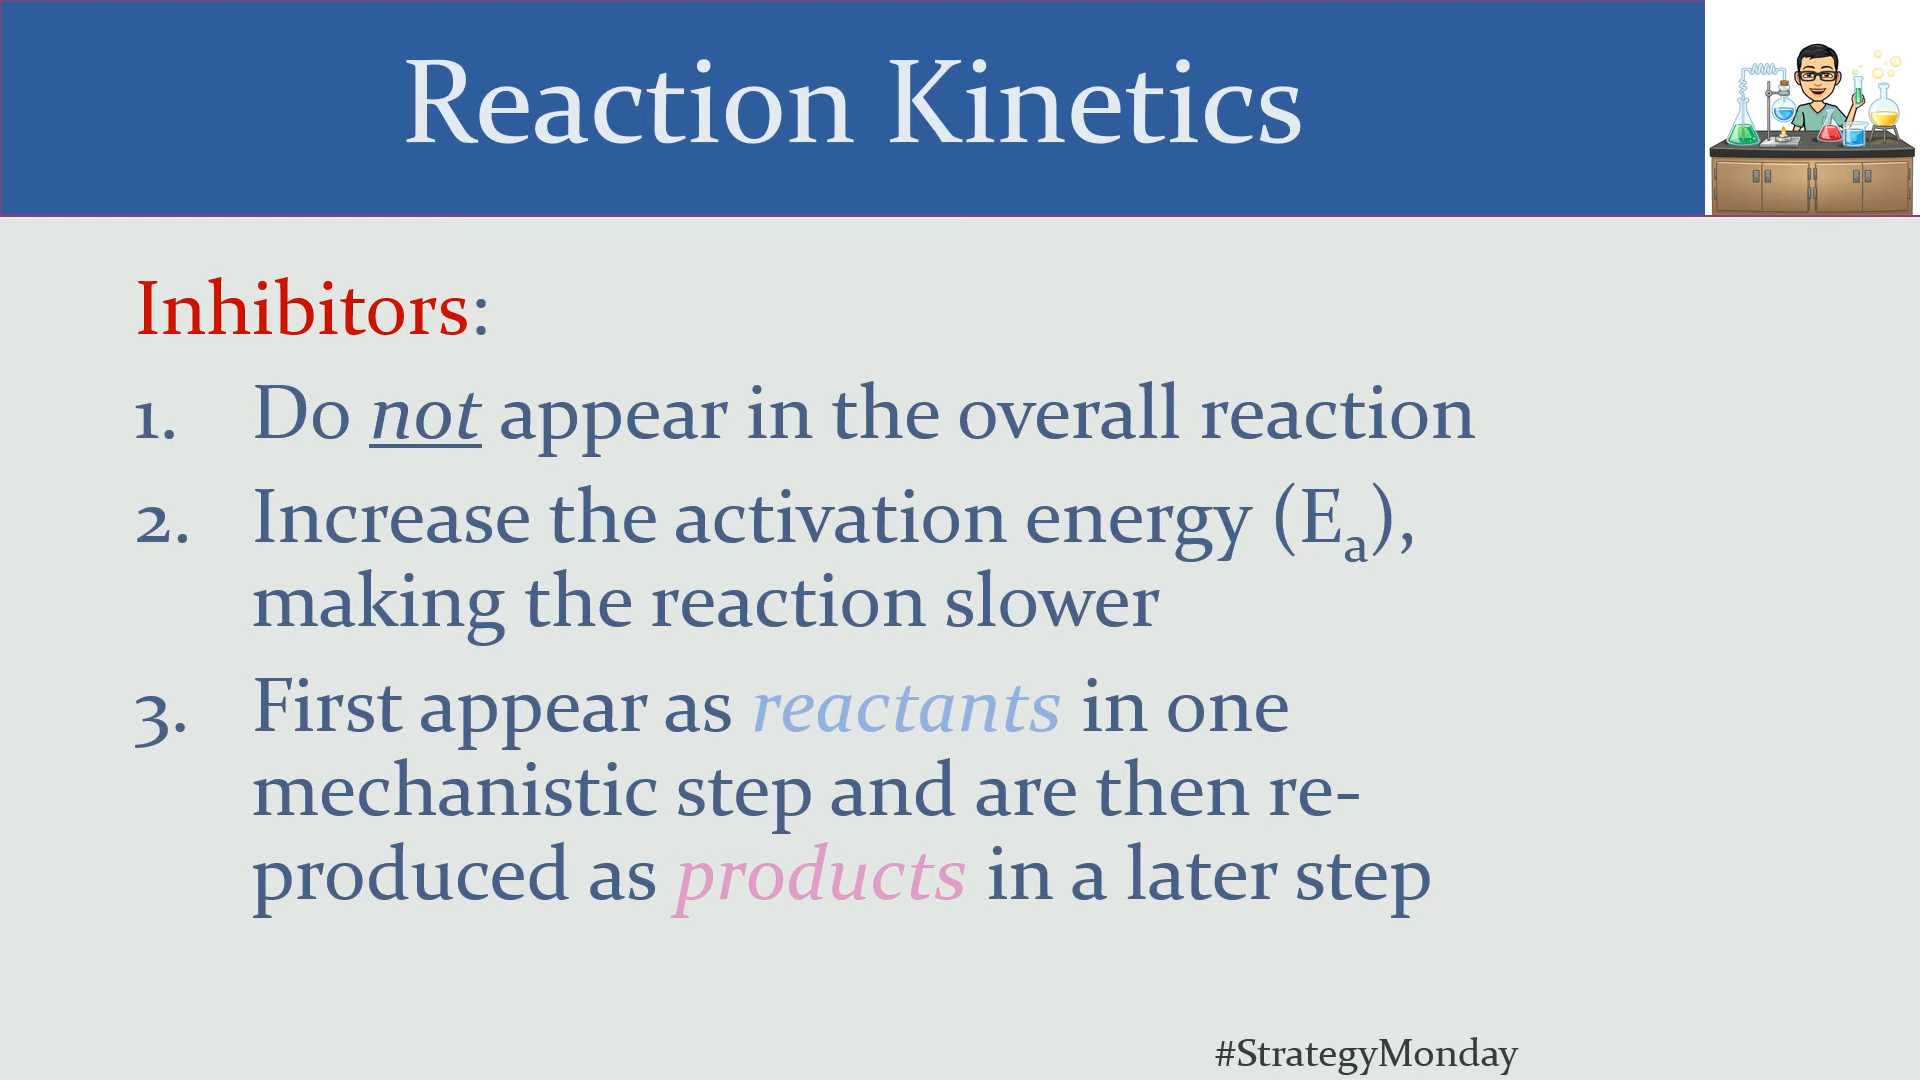 Reaction Kinetics
Inhibitors:
1. Do not appear in the overall reaction
2. Increase the activation energy (Ea),
making the reaction slower
3. First appear as reactants in one
mechanistic step and are then re-
produced as products in a later step
#StrategyMonday